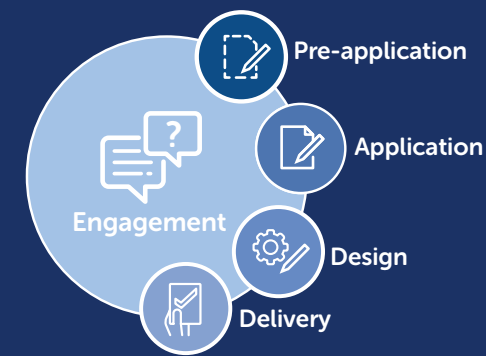 Pre-application
?
Application
Engagement
Design
Delivery